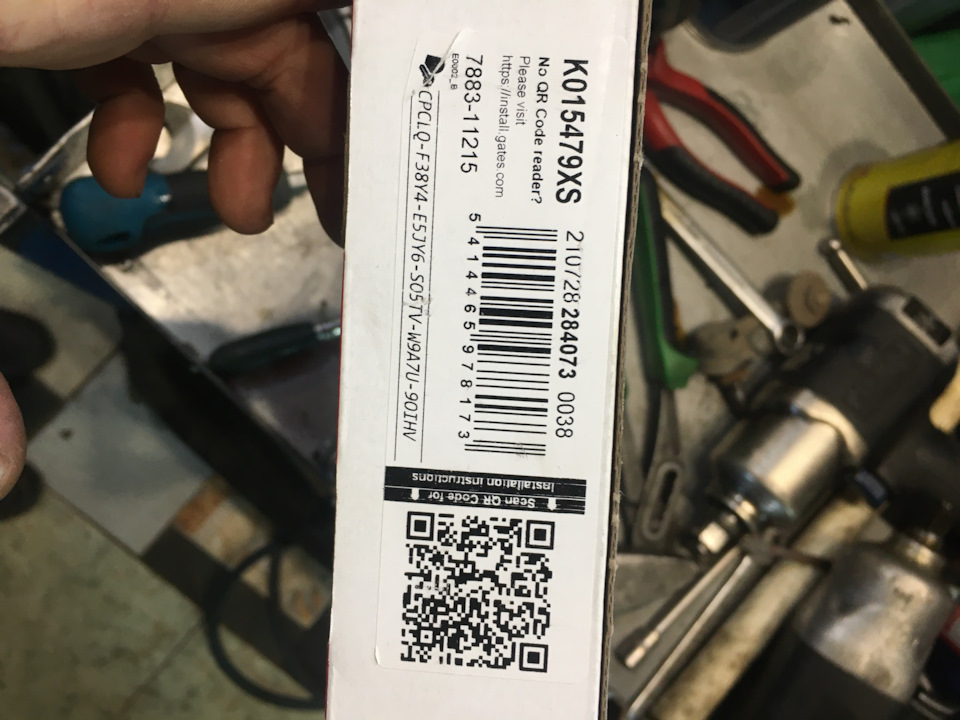 K015479XS
210728 284073 0038
No QR Code reader?
Please visit
https://install.gates.com
7883-11215
5 414465 978173
E0002_B
CPCLQ-F38Y4-E5JY6-S05TV-W9A7U-9OIHV
Scan QR Code for
Installation instructions